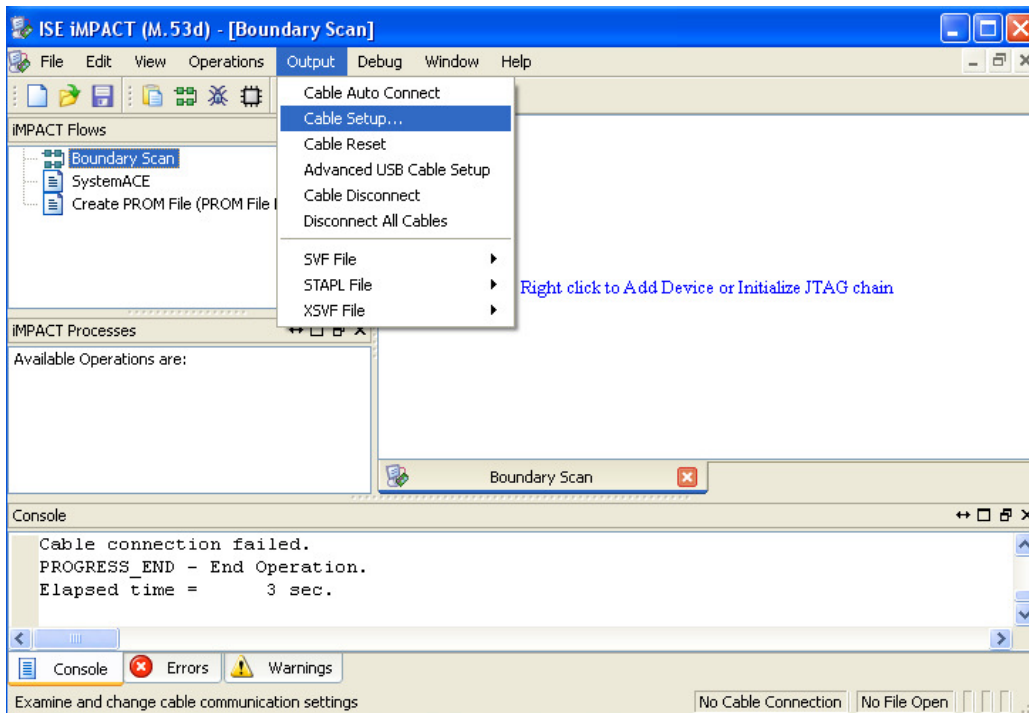 ISE iMPACT (M.53d) - [Boundary Scan]
File Edit View Operations Output Debug Window Help
Cable Auto Connect
Cable Setup...
Cable Reset
Advanced USB Cable Setup
Cable Disconnect
Disconnect All Cables
SVF File
STAPL File
XSVF File
iMPACT Flows
Boundary Scan
SystemACE
Create PROM File (PROM File
Right click to Add Device or Initialize JTAG chain
iMPACT Processes
Available Operations are:
Boundary Scan
Console
Cable connection failed.
PROGRESS_END - End Operation.
Elapsed time =      3 sec.
Console Errors Warnings
Examine and change cable communication settings No Cable Connection No File Open